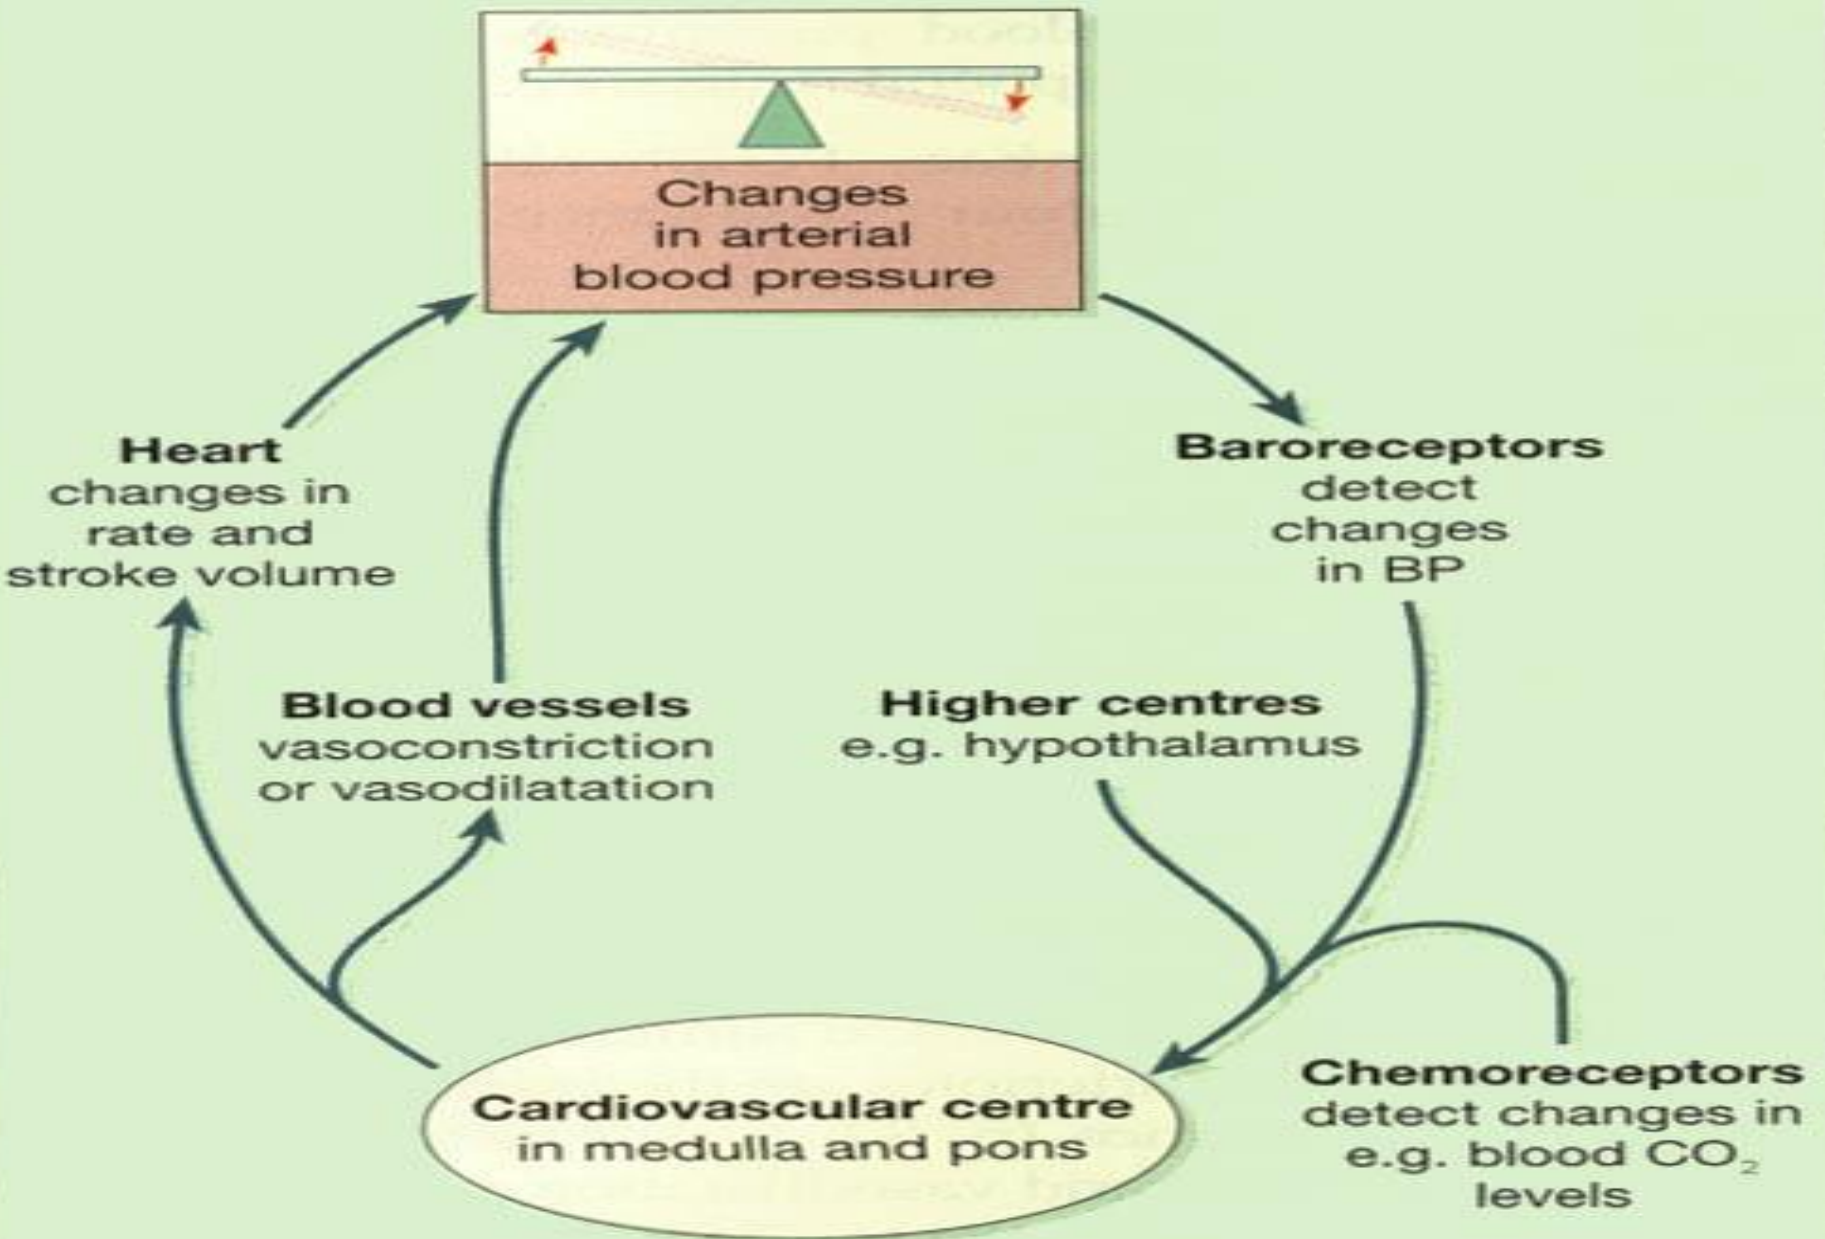 Changes
in arterial
blood pressure
Heart
changes in
rate and
stroke volume
Baroreceptors
detect
changes
in BP
Blood vessels
vasoconstriction
or vasodilatation
Higher centres
e.g. hypothalamus
Cardiovascular centre
in medulla and pons
Chemoreceptors
detect changes in
e.g. blood CO₂
levels